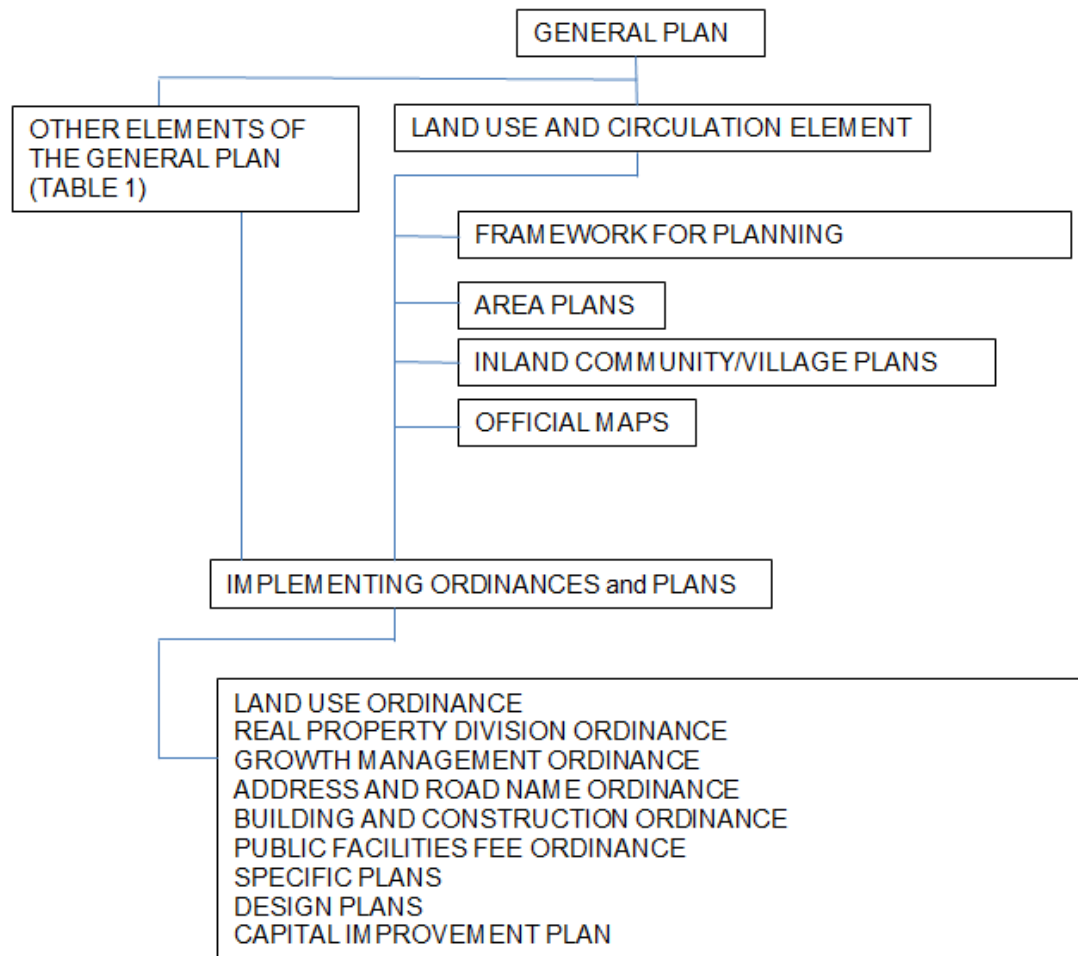 GENERAL PLAN
OTHER ELEMENTS OF
THE GENERAL PLAN
(TABLE 1)
LAND USE AND CIRCULATION ELEMENT
FRAMEWORK FOR PLANNING
AREA PLANS
INLAND COMMUNITY/VILLAGE PLANS
OFFICIAL MAPS
IMPLEMENTING ORDINANCES and PLANS
LAND USE ORDINANCE
REAL PROPERTY DIVISION ORDINANCE
GROWTH MANAGEMENT ORDINANCE
ADDRESS AND ROAD NAME ORDINANCE
BUILDING AND CONSTRUCTION ORDINANCE
PUBLIC FACILITIES FEE ORDINANCE
SPECIFIC PLANS
DESIGN PLANS
CAPITAL IMPROVEMENT PLAN